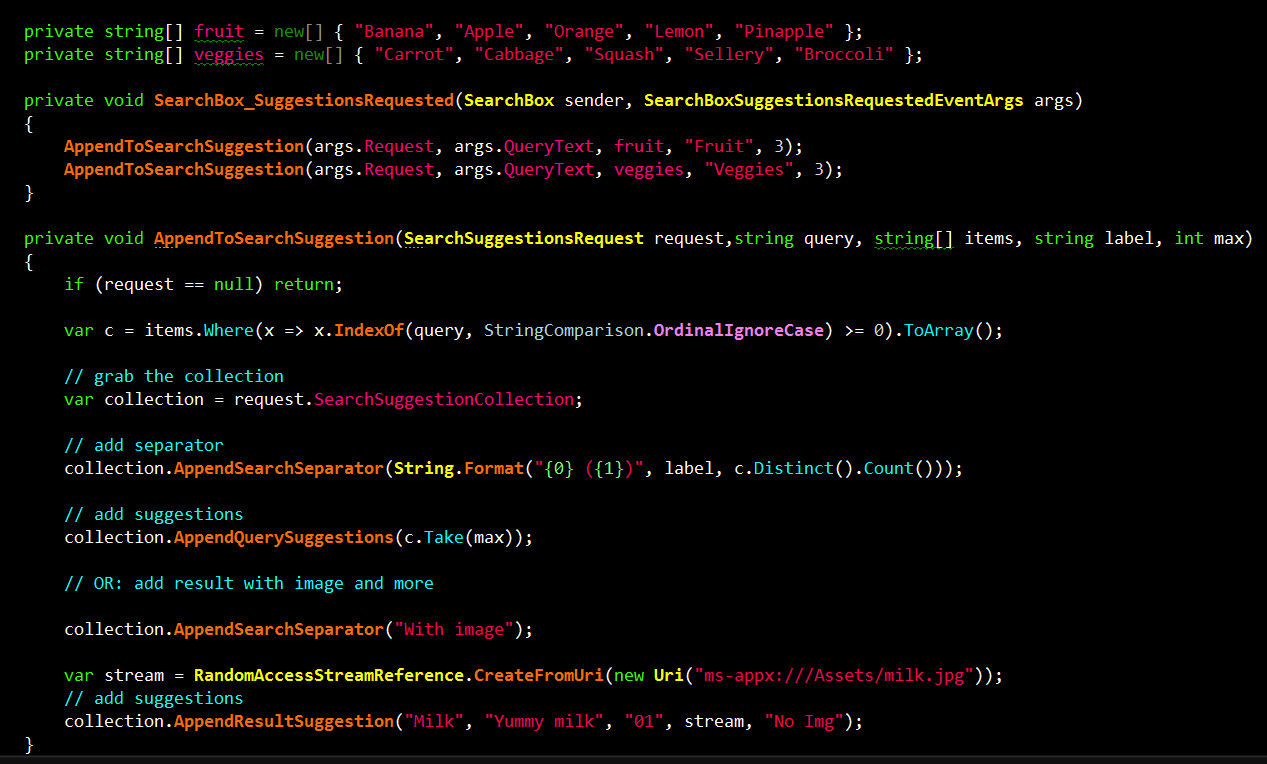 private string[] fruit = new[] { "Banana", "Apple", "Orange", "Lemon", "Pinapple" };
private string[] veggies = new[] { "Carrot", "Cabbage", "Squash", "Sellery", "Broccoli" };

private void SearchBox_SuggestionsRequested(SearchBox sender, SearchBoxSuggestionsRequestedEventArgs args)
{
    AppendToSearchSuggestion(args.Request, args.QueryText, fruit, "Fruit", 3);
    AppendToSearchSuggestion(args.Request, args.QueryText, veggies, "Veggies", 3);
}

private void AppendToSearchSuggestion(SearchSuggestionsRequest request,string query, string[] items, string label, int max)
{
    if (request == null) return;

    var c = items.Where(x => x.IndexOf(query, StringComparison.OrdinalIgnoreCase) >= 0).ToArray();

    // grab the collection
    var collection = request.SearchSuggestionCollection;

    // add separator
    collection.AppendSearchSeparator(String.Format("{0} ({1})", label, c.Distinct().Count()));

    // add suggestions
    collection.AppendQuerySuggestions(c.Take(max));

    // OR: add result with image and more

    collection.AppendSearchSeparator("With image");

    var stream = RandomAccessStreamReference.CreateFromUri(new Uri("ms-appx:///Assets/milk.jpg"));
    // add suggestions
    collection.AppendResultSuggestion("Milk", "Yummy milk", "01", stream, "No Img");
}